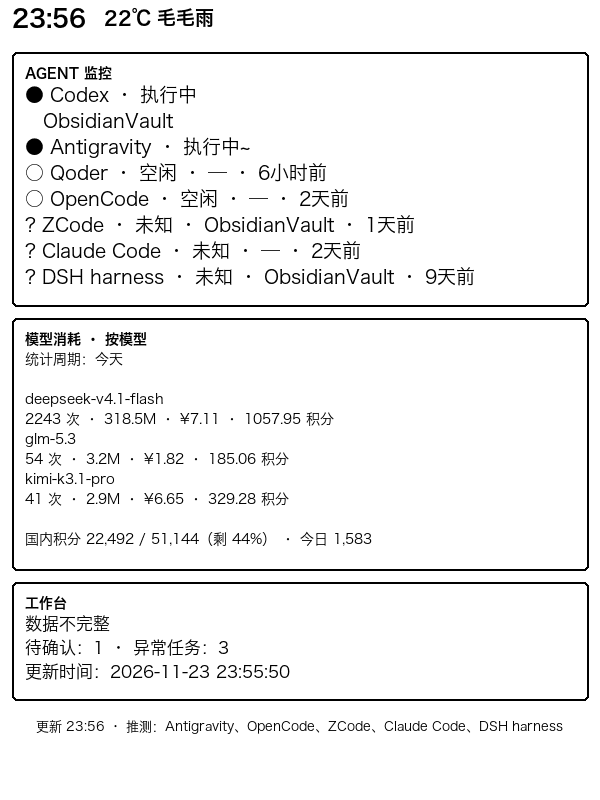 23:56 22℃ 毛毛雨
AGENT 监控
● Codex · 执行中
ObsidianVault
● Antigravity · 执行中~
○ Qoder · 空闲 · — · 6小时前
○ OpenCode · 空闲 · — · 2天前
? ZCode · 未知 · ObsidianVault · 1天前
? Claude Code · 未知 · — · 2天前
? DSH harness · 未知 · ObsidianVault · 9天前
模型消耗 · 按模型
统计周期：今天
deepseek-v4.1-flash
2243 次 · 318.5M · ¥7.11 · 1057.95 积分
glm-5.3
54 次 · 3.2M · ¥1.82 · 185.06 积分
kimi-k3.1-pro
41 次 · 2.9M · ¥6.65 · 329.28 积分
国内积分 22,492 / 51,144（剩 44%） · 今日 1,583
工作台
数据不完整
待确认：1 · 异常任务：3
更新时间：2026-11-23 23:55:50
更新 23:56 · 推测：Antigravity、OpenCode、ZCode、Claude Code、DSH harness